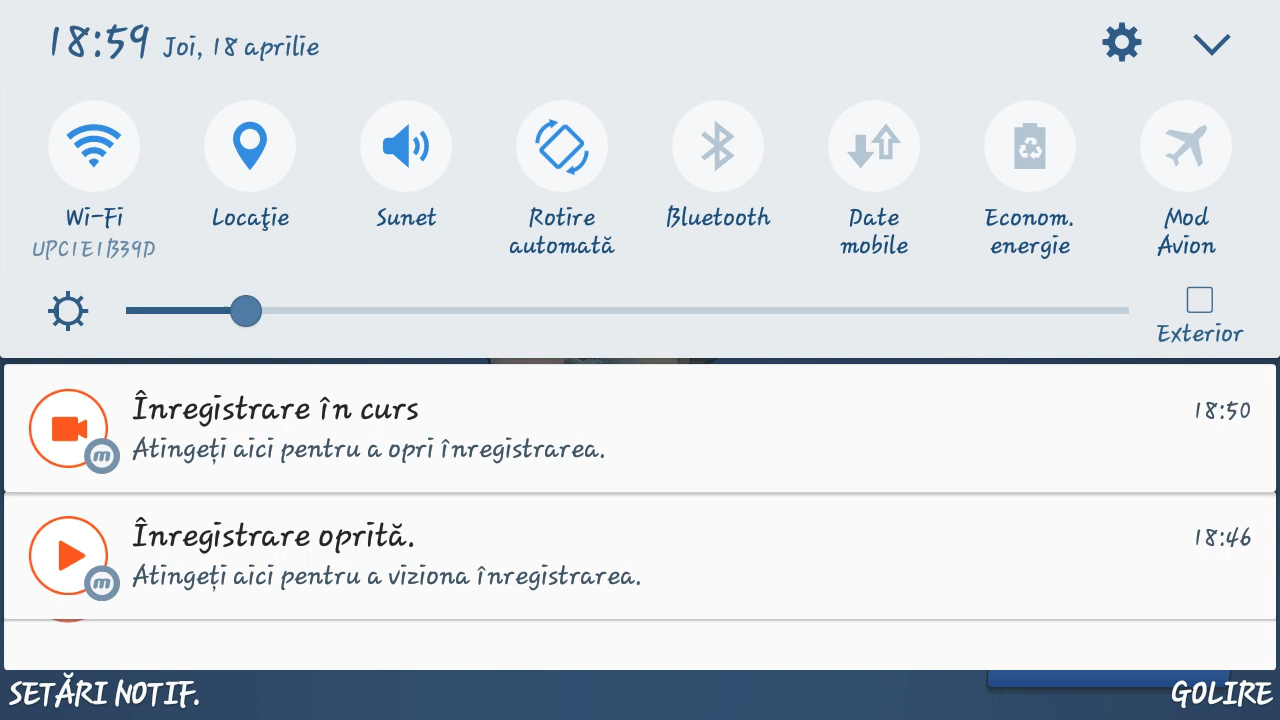 18:59 Joi, 18 aprilie
Wi-Fi Locaţie Sunet Rotire automată Bluetooth Date mobile Econom. energie Mod Avion
UPC1E1B39D
Exterior
Înregistrare în curs 18:50
Atingeți aici pentru a opri înregistrarea.
Înregistrare oprită. 18:46
Atingeți aici pentru a viziona înregistrarea.
SETĂRI NOTIF. GOLIRE